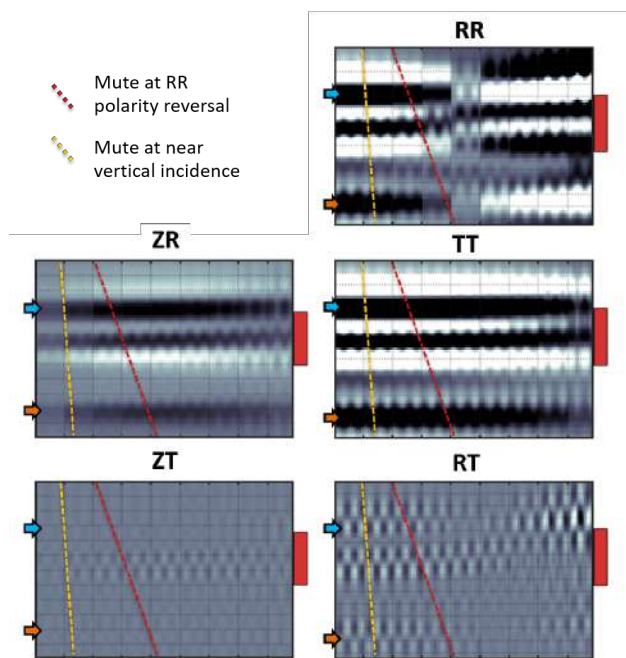 RR
Mute at RR
polarity reversal
Mute at near
vertical incidence
ZR
TT
ZT
RT